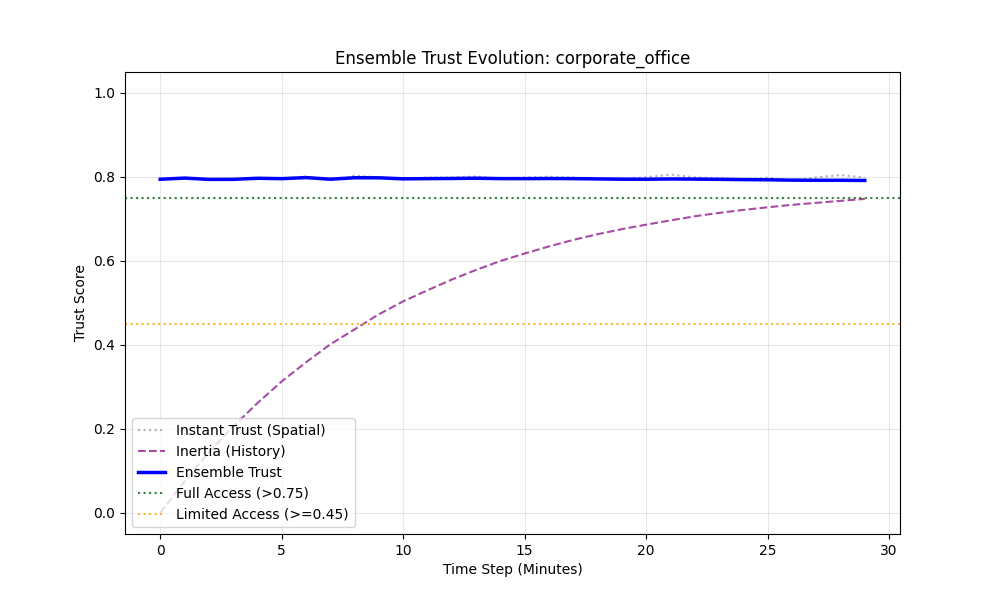 Ensemble Trust Evolution: corporate_office
Trust Score
1.0
0.8
0.6
0.4
0.2
0.0
Instant Trust (Spatial)
Inertia (History)
Ensemble Trust
Full Access (>0.75)
Limited Access (>=0.45)
0 5 10 15 20 25 30
Time Step (Minutes)